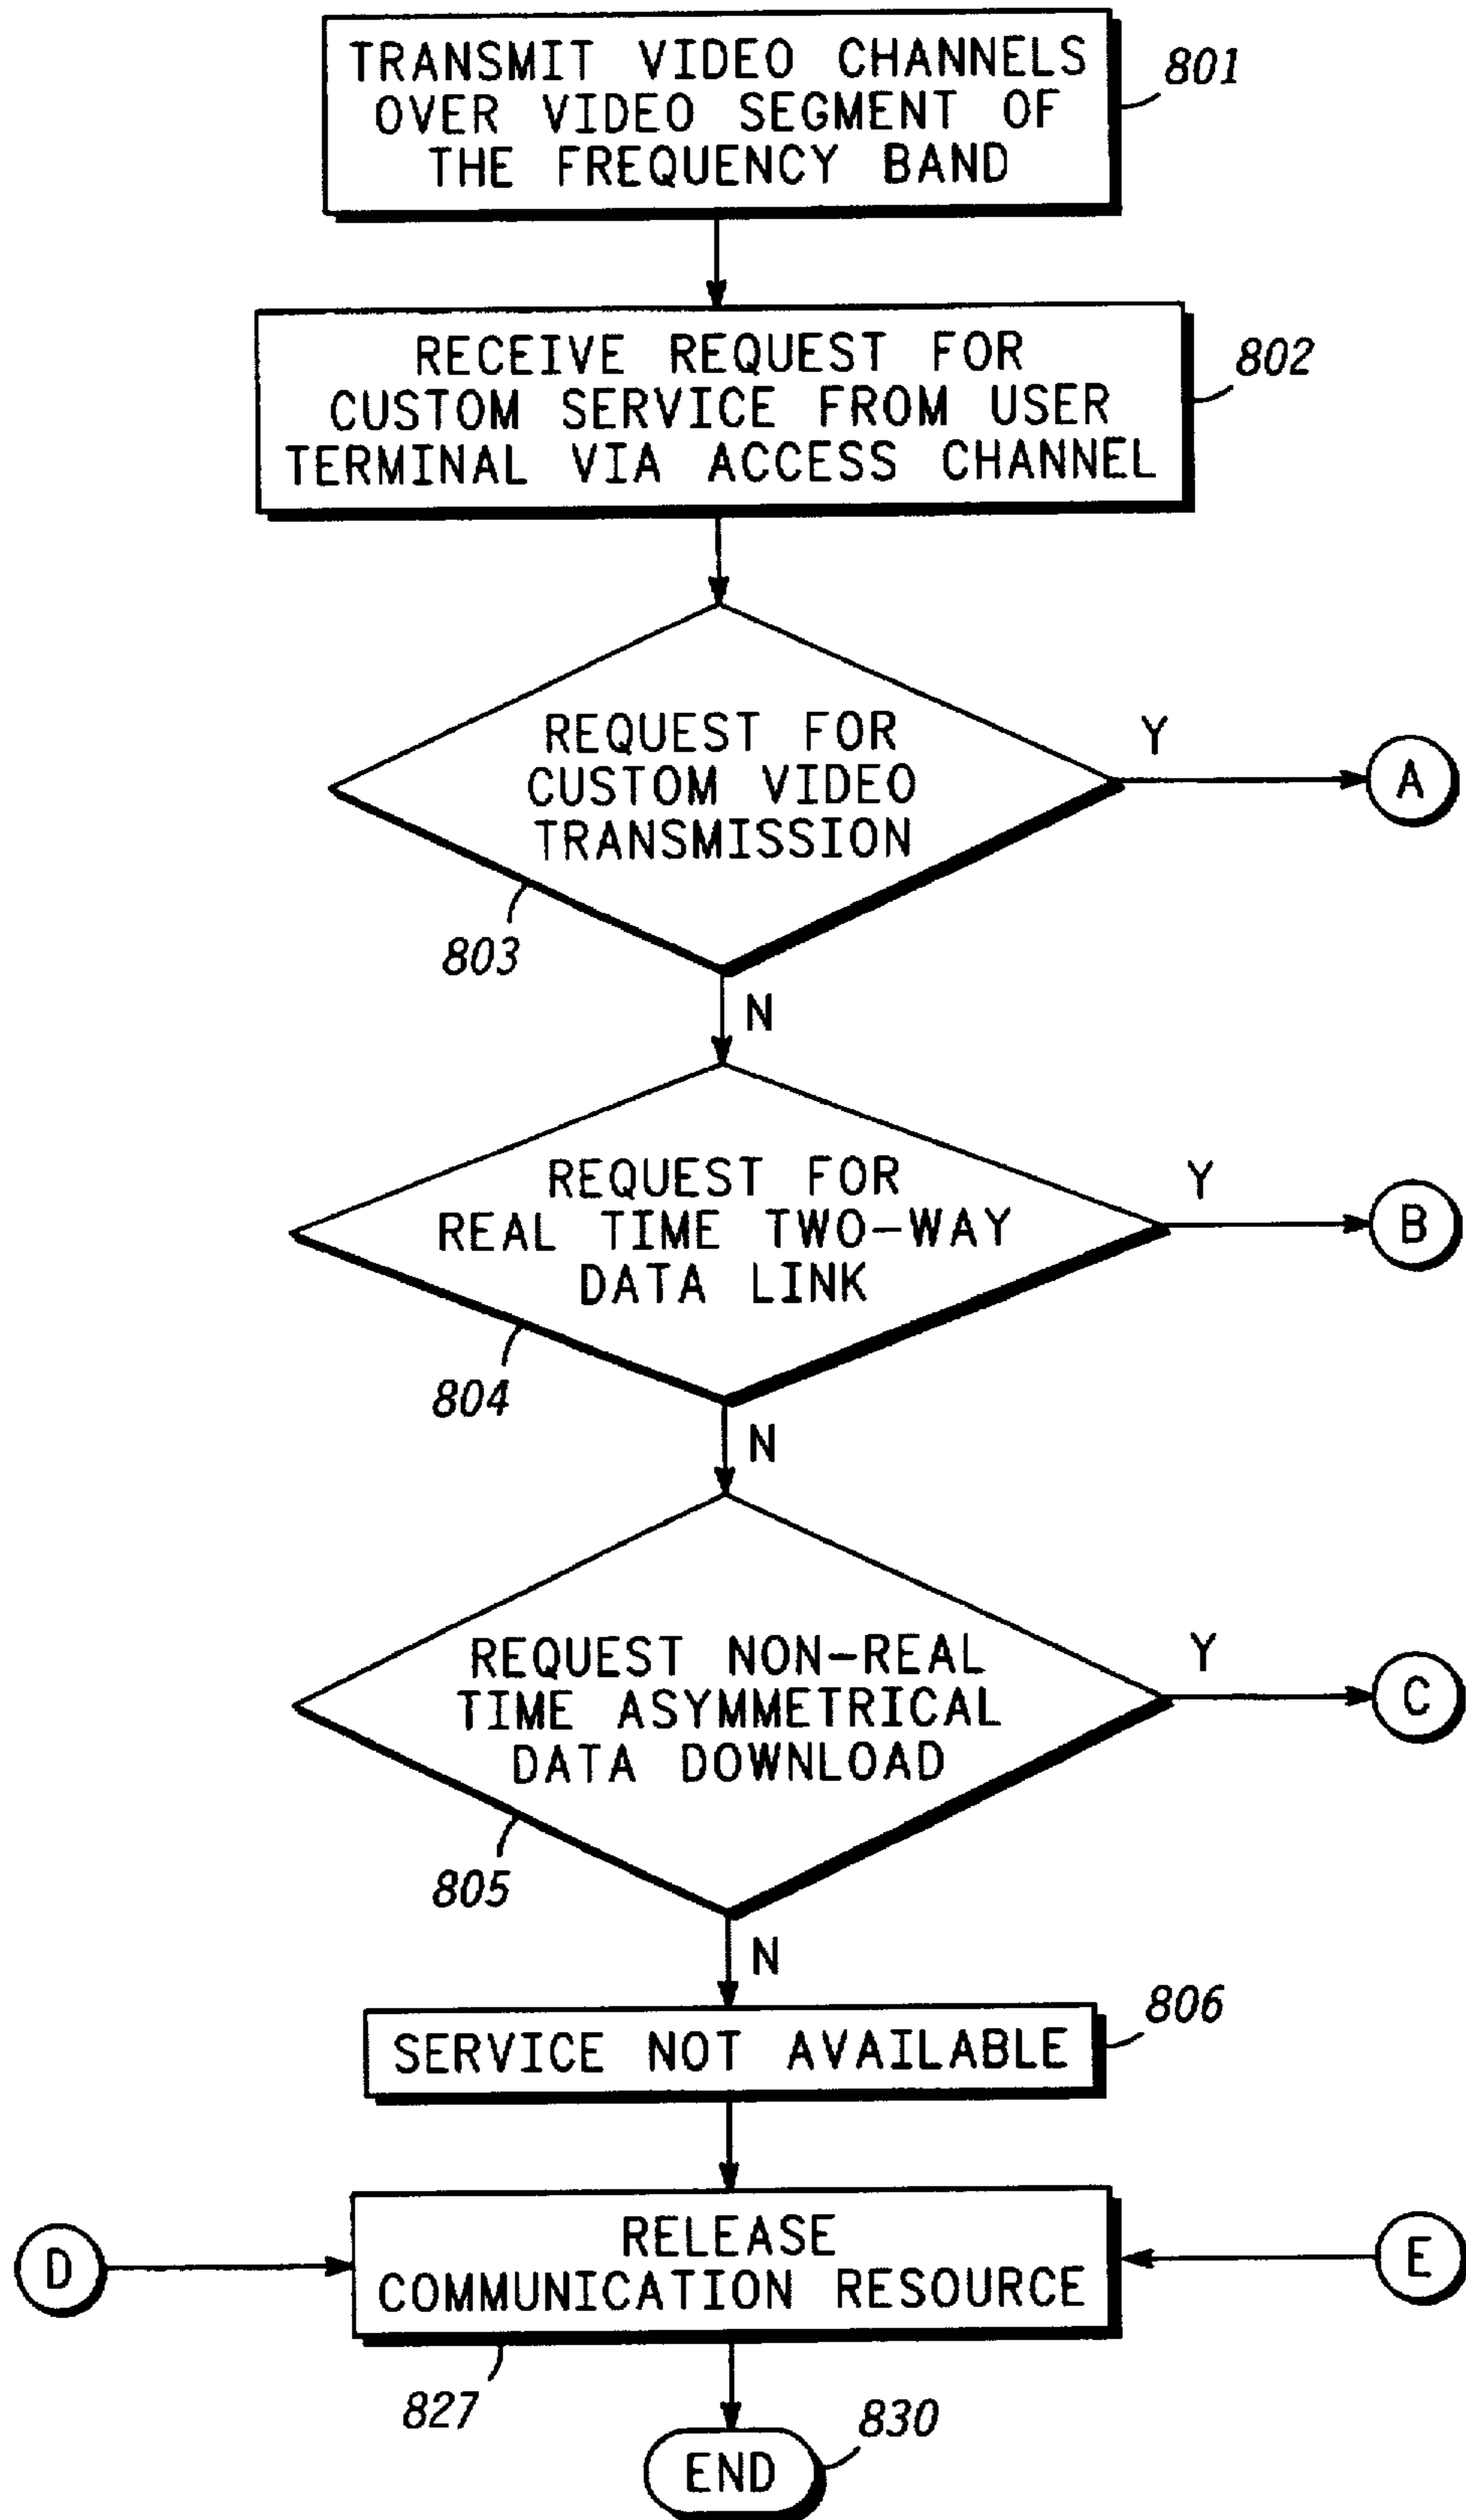 TRANSMIT VIDEO CHANNELS
OVER VIDEO SEGMENT OF
THE FREQUENCY BAND
801
RECEIVE REQUEST FOR
CUSTOM SERVICE FROM USER
TERMINAL VIA ACCESS CHANNEL
802
REQUEST FOR
CUSTOM VIDEO
TRANSMISSION
Y
A
803
N
REQUEST FOR
REAL TIME TWO-WAY
DATA LINK
Y
B
804
N
REQUEST NON-REAL
TIME ASYMMETRICAL
DATA DOWNLOAD
Y
C
805
N
SERVICE NOT AVAILABLE
806
D
RELEASE
COMMUNICATION RESOURCE
E
827
END
830